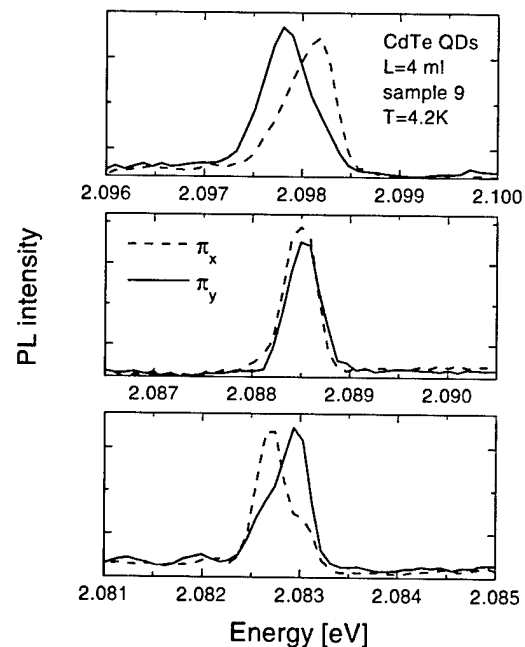 CdTe QDs
L=4 ml
sample 9
T=4.2K
2.096 2.097 2.098 2.099 2.100
π_x
π_y
2.087 2.088 2.089 2.090
2.081 2.082 2.083 2.084 2.085
PL intensity
Energy [eV]